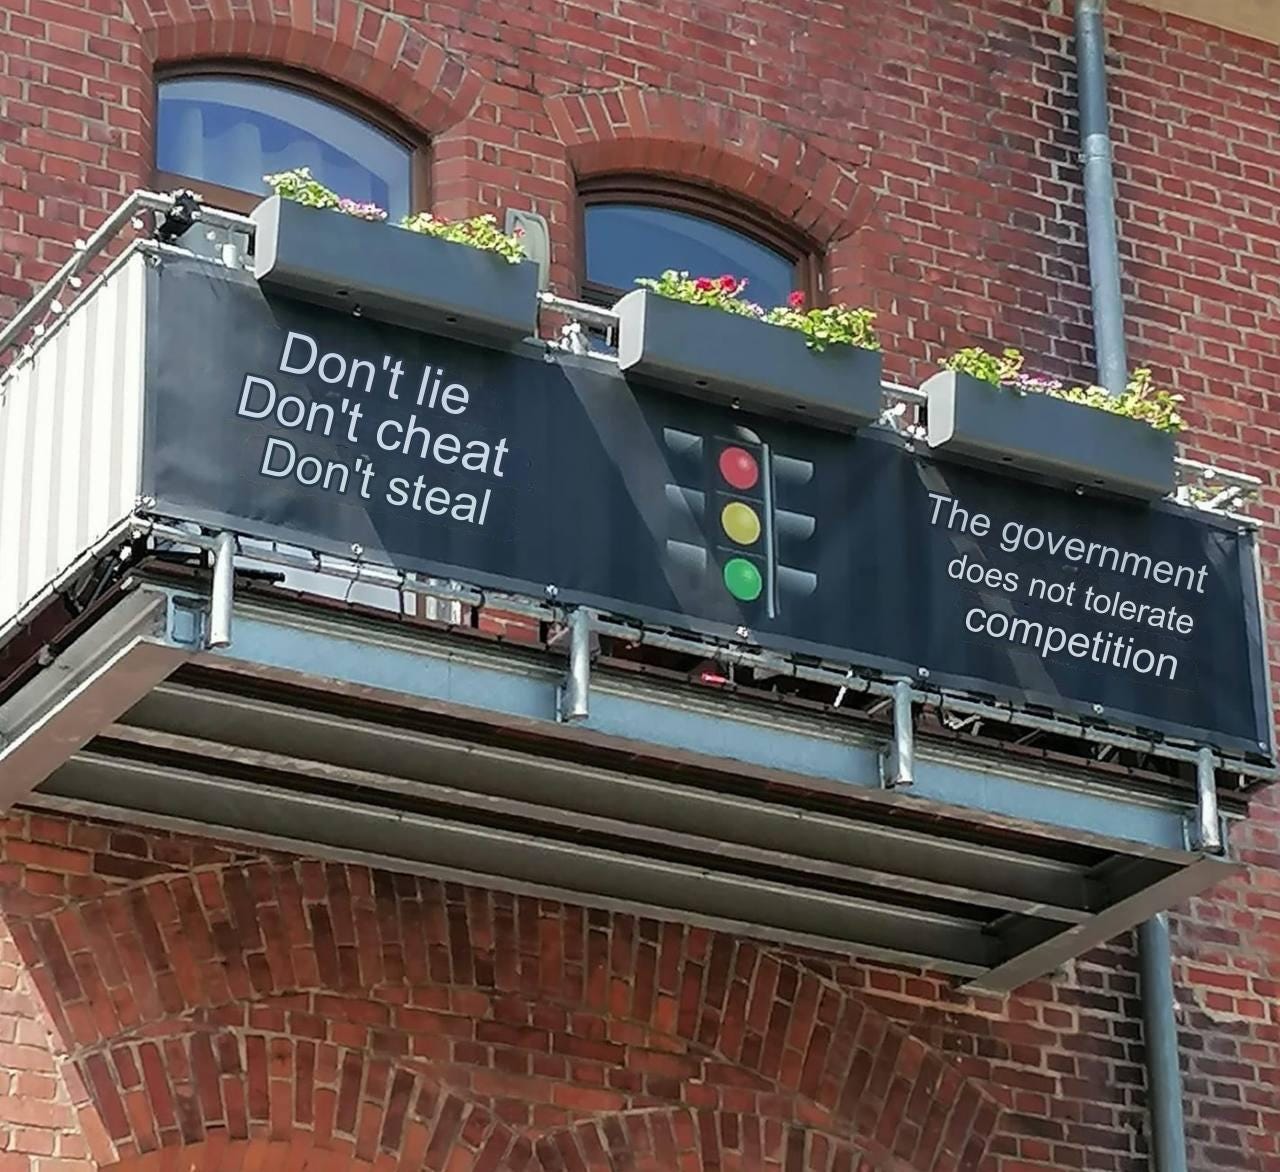 Don't lie
Don't cheat
Don't steal
The government
does not tolerate
competition